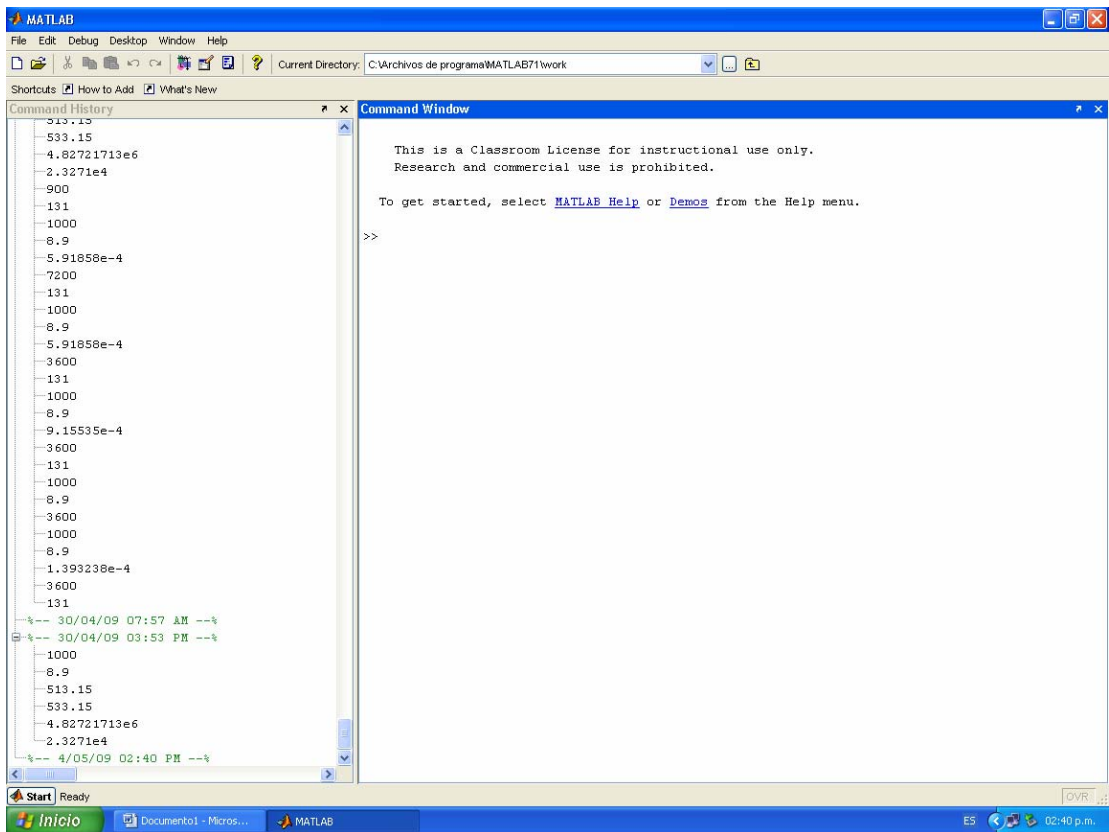 MATLAB
File Edit Debug Desktop Window Help
Current Directory: C:\Archivos de programa\MATLAB71\work
Shortcuts How to Add What's New
Command History
513.15
533.15
4.82721713e6
2.3271e4
900
131
1000
8.9
5.91858e-4
7200
131
1000
8.9
5.91858e-4
3600
131
1000
8.9
9.15535e-4
3600
131
1000
8.9
3600
1000
8.9
1.393238e-4
3600
131
%-- 30/04/09 07:57 AM --%
%-- 30/04/09 03:53 PM --%
1000
8.9
513.15
533.15
4.82721713e6
2.3271e4
%-- 4/05/09 02:40 PM --%
Command Window
This is a Classroom License for instructional use only.
Research and commercial use is prohibited.
To get started, select MATLAB Help or Demos from the Help menu.
>>
Start Ready
OVR
Inicio Documento1 - Micros... MATLAB ES 02:40 p.m.